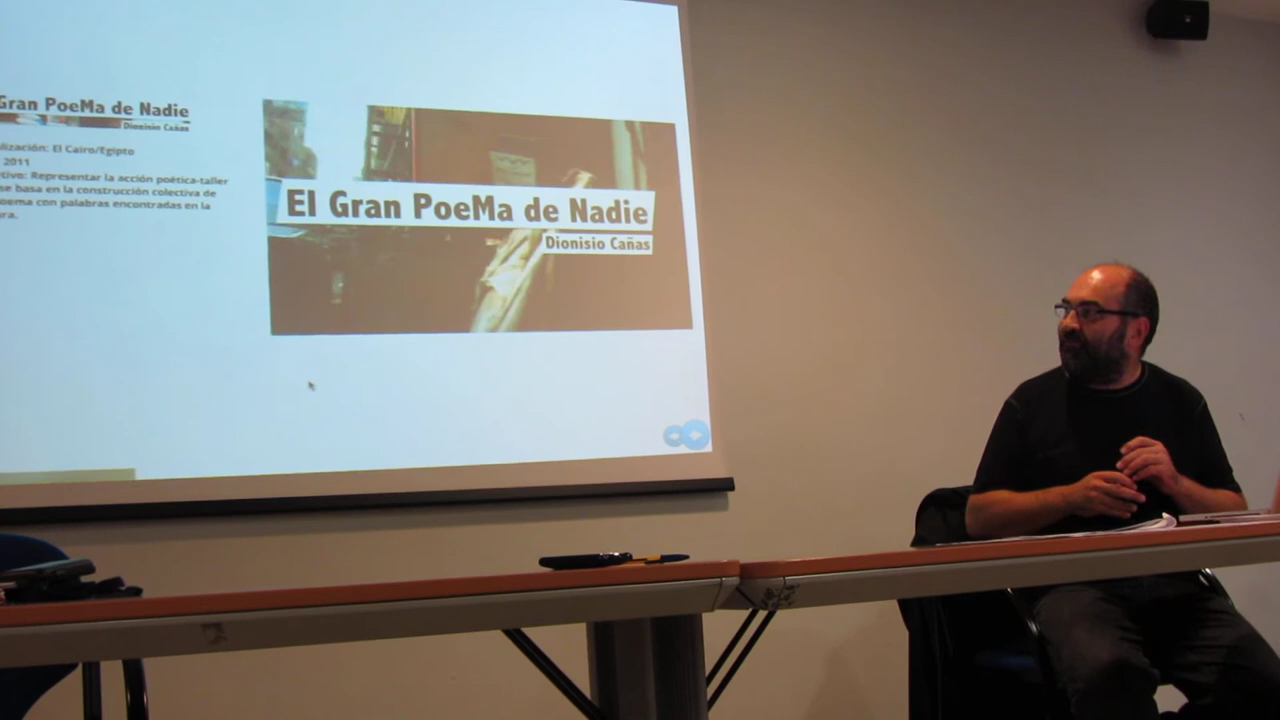 Gran PoeMa de Nadie
Dionisio Cañas
lización: El Cairo/Egipto
2011
tivo: Representar la acción poética-taller
se basa en la construcción colectiva de
oema con palabras encontradas en la
ra.
El Gran PoeMa de Nadie
Dionisio Cañas